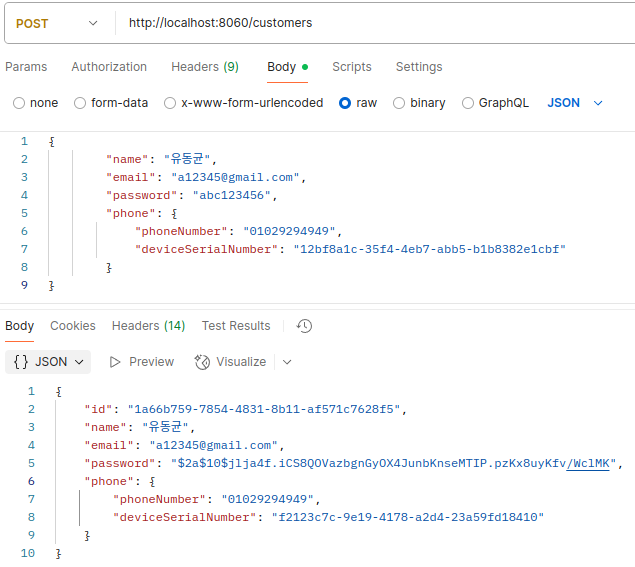 POST http://localhost:8060/customers
Params Authorization Headers (9) Body Scripts Settings
none form-data x-www-form-urlencoded raw binary GraphQL JSON
1 {
2 "name": "유동균",
3 "email": "a12345@gmail.com",
4 "password": "abc123456",
5 "phone": {
6 "phoneNumber": "01029294949",
7 "deviceSerialNumber": "12bf8a1c-35f4-4eb7-abb5-b1b8382e1cbf"
8 }
9 }
Body Cookies Headers (14) Test Results
{} JSON Preview Visualize
1 {
2 "id": "1a66b759-7854-4831-8b11-af571c7628f5",
3 "name": "유동균",
4 "email": "a12345@gmail.com",
5 "password": "$2a$10$jlja4f.iCS8QOVazbgnGyOX4JunbKnseMTIP.pzKx8uyKfv/WclMK",
6 "phone": {
7 "phoneNumber": "01029294949",
8 "deviceSerialNumber": "f2123c7c-9e19-4178-a2d4-23a59fd18410"
9 }
10 }